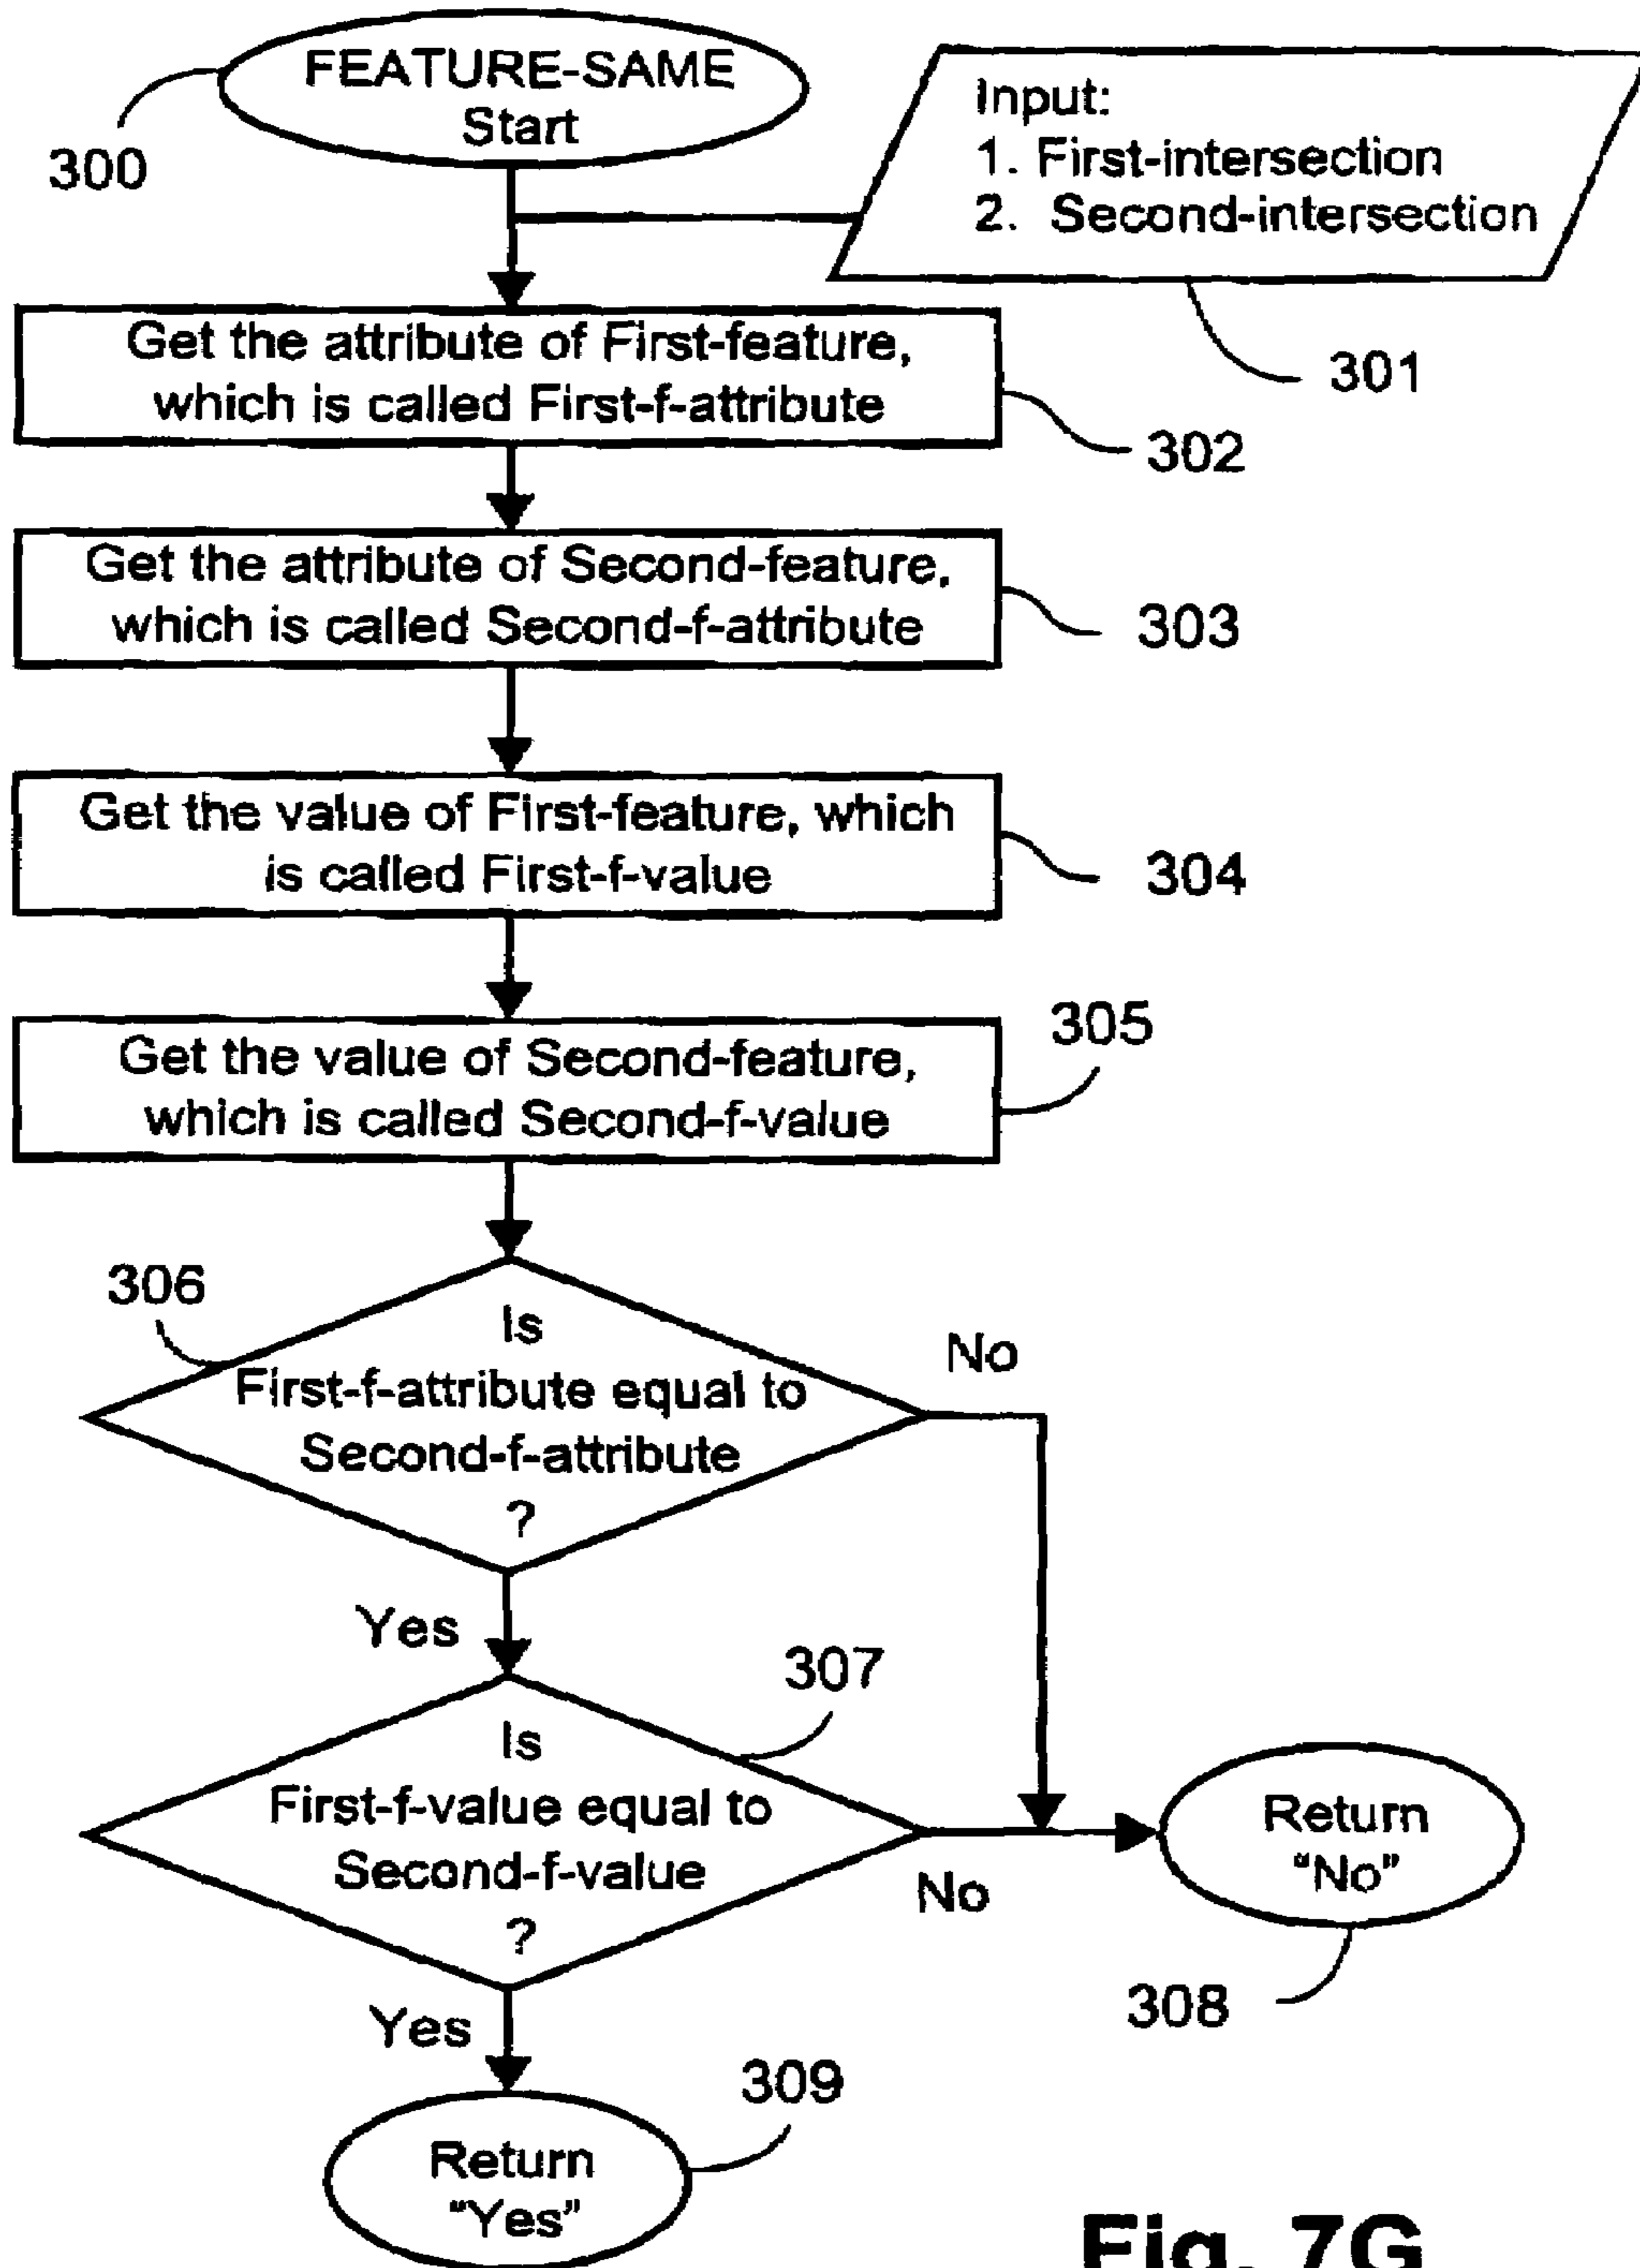 FEATURE-SAME
Start
300
Input:
1. First-intersection
2. Second-intersection
301
Get the attribute of First-feature,
which is called First-f-attribute
302
Get the attribute of Second-feature,
which is called Second-f-attribute
303
Get the value of First-feature, which
is called First-f-value
304
Get the value of Second-feature,
which is called Second-f-value
305
306
Is
First-f-attribute equal to
Second-f-attribute
?
No
Yes
307
Is
First-f-value equal to
Second-f-value
?
No
Return
"No"
308
Yes
309
Return
"Yes"
Fig. 7G